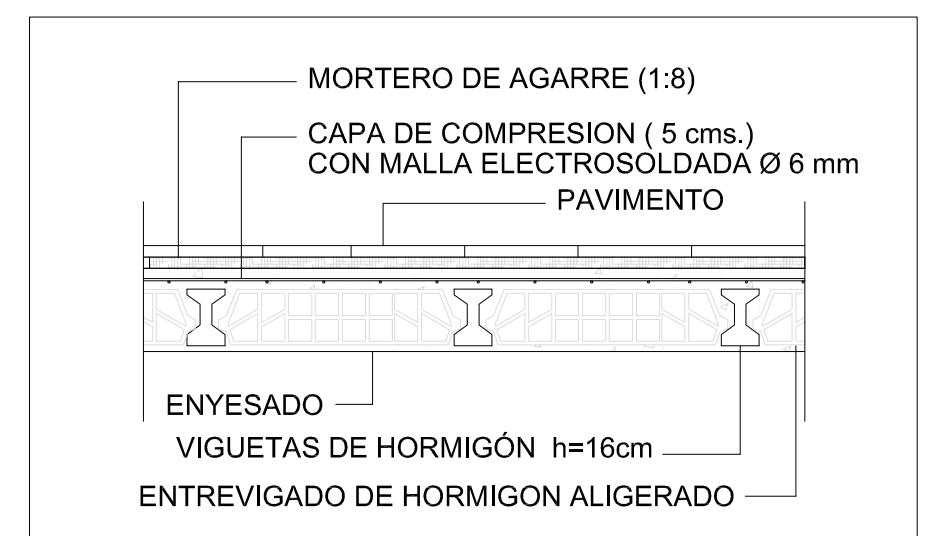 MORTERO DE AGARRE (1:8)
CAPA DE COMPRESION ( 5 cms.)
CON MALLA ELECTROSOLDADA Ø 6 mm
PAVIMENTO
ENYESADO
VIGUETAS DE HORMIGÓN h=16cm
ENTREVIGADO DE HORMIGON ALIGERADO